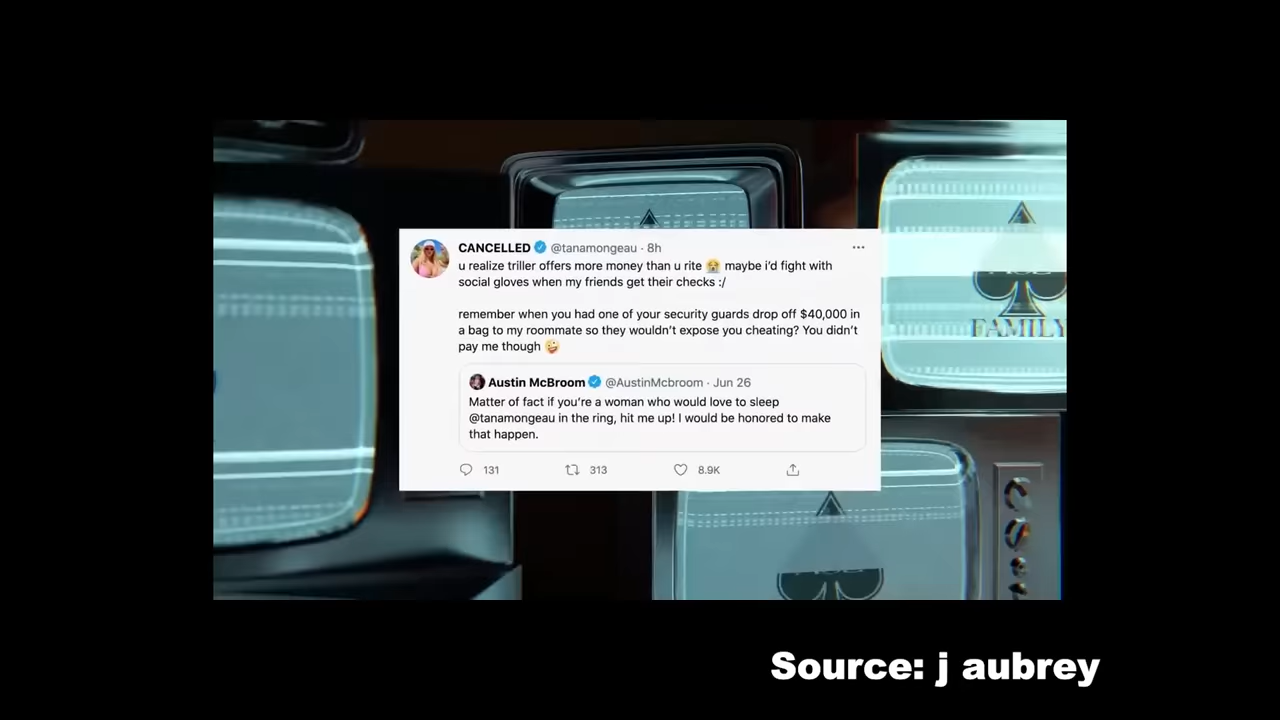 CANCELLED @tanamongeau · 8h
u realize triller offers more money than u rite 😭 maybe i'd fight with
social gloves when my friends get their checks :/
remember when you had one of your security guards drop off $40,000 in
a bag to my roommate so they wouldn't expose you cheating? You didn't
pay me though 🤪
Austin McBroom @AustinMcbroom · Jun 26
Matter of fact if you're a woman who would love to sleep
@tanamongeau in the ring, hit me up! I would be honored to make
that happen.
131 313 8.9K
FAMILY
Source: j aubrey